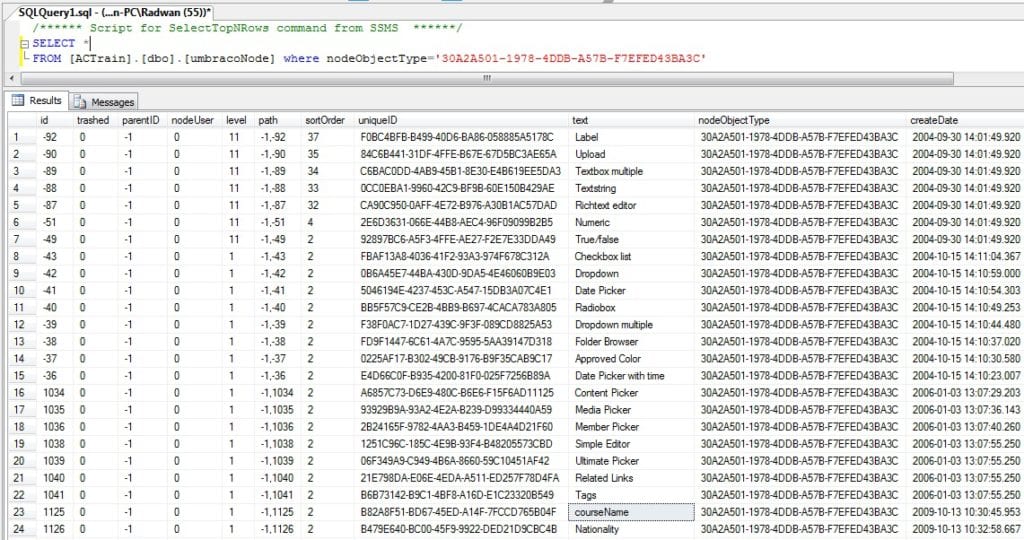 SQLQuery1.sql - (...n-PC\Radwan (55))*
/****** Script for SelectTopNRows command from SSMS ******/
SELECT *
FROM [ACTrain].[dbo].[umbracoNode] where nodeObjectType='30A2A501-1978-4DDB-A57B-F7EFED43BA3C'
Results Messages
id trashed parentID nodeUser level path sortOrder uniqueID text nodeObjectType createDate
1 -92 0 -1 0 11 -1,-92 37 F0BC4BFB-B499-40D6-BA86-058885A5178C Label 30A2A501-1978-4DDB-A57B-F7EFED43BA3C 2004-09-30 14:01:49.920
2 -90 0 -1 0 11 -1,-90 35 84C6B441-31DF-4FFE-B67E-67D5BC3AE65A Upload 30A2A501-1978-4DDB-A57B-F7EFED43BA3C 2004-09-30 14:01:49.920
3 -89 0 -1 0 11 -1,-89 34 C6BAC0DD-4AB9-45B1-8E30-E4B619EE5DA3 Textbox multiple 30A2A501-1978-4DDB-A57B-F7EFED43BA3C 2004-09-30 14:01:49.920
4 -88 0 -1 0 11 -1,-88 33 0CC0EBA1-9960-42C9-BF9B-60E150B429AE Textstring 30A2A501-1978-4DDB-A57B-F7EFED43BA3C 2004-09-30 14:01:49.920
5 -87 0 -1 0 11 -1,-87 32 CA90C950-0AFF-4E72-B976-A30B1AC57DAD Richtext editor 30A2A501-1978-4DDB-A57B-F7EFED43BA3C 2004-09-30 14:01:49.920
6 -51 0 -1 0 11 -1,-51 4 2E6D3631-066E-44B8-AEC4-96F09099B2B5 Numeric 30A2A501-1978-4DDB-A57B-F7EFED43BA3C 2004-09-30 14:01:49.920
7 -49 0 -1 0 11 -1,-49 2 92897BC6-A5F3-4FFE-AE27-F2E7E33DDA49 True/false 30A2A501-1978-4DDB-A57B-F7EFED43BA3C 2004-09-30 14:01:49.920
8 -43 0 -1 0 1 -1,-43 2 FBAF13A8-4036-41F2-93A3-974F678C312A Checkbox list 30A2A501-1978-4DDB-A57B-F7EFED43BA3C 2004-10-15 14:11:04.367
9 -42 0 -1 0 1 -1,-42 2 0B6A45E7-44BA-430D-9DA5-4E46060B9E03 Dropdown 30A2A501-1978-4DDB-A57B-F7EFED43BA3C 2004-10-15 14:10:59.000
10 -41 0 -1 0 1 -1,-41 2 5046194E-4237-453C-A547-15DB3A07C4E1 Date Picker 30A2A501-1978-4DDB-A57B-F7EFED43BA3C 2004-10-15 14:10:54.303
11 -40 0 -1 0 1 -1,-40 2 BB5F57C9-CE2B-4BB9-B697-4CACA783A805 Radiobox 30A2A501-1978-4DDB-A57B-F7EFED43BA3C 2004-10-15 14:10:49.253
12 -39 0 -1 0 1 -1,-39 2 F38F0AC7-1D27-439C-9F3F-089CD8825A53 Dropdown multiple 30A2A501-1978-4DDB-A57B-F7EFED43BA3C 2004-10-15 14:10:44.480
13 -38 0 -1 0 1 -1,-38 2 FD9F1447-6C61-4A7C-9595-5AA39147D318 Folder Browser 30A2A501-1978-4DDB-A57B-F7EFED43BA3C 2004-10-15 14:10:37.020
14 -37 0 -1 0 1 -1,-37 2 0225AF17-B302-49CB-9176-B9F35CAB9C17 Approved Color 30A2A501-1978-4DDB-A57B-F7EFED43BA3C 2004-10-15 14:10:30.580
15 -36 0 -1 0 1 -1,-36 2 E4D66C0F-B935-4200-81F0-025F7256B89A Date Picker with time 30A2A501-1978-4DDB-A57B-F7EFED43BA3C 2004-10-15 14:10:23.007
16 1034 0 -1 0 1 -1,1034 2 A6857C73-D6E9-480C-B6E6-F15F6AD11125 Content Picker 30A2A501-1978-4DDB-A57B-F7EFED43BA3C 2006-01-03 13:07:29.203
17 1035 0 -1 0 1 -1,1035 2 93929B9A-93A2-4E2A-B239-D99334440A59 Media Picker 30A2A501-1978-4DDB-A57B-F7EFED43BA3C 2006-01-03 13:07:36.143
18 1036 0 -1 0 1 -1,1036 2 2B24165F-9782-4AA3-B459-1DE4A4D21F60 Member Picker 30A2A501-1978-4DDB-A57B-F7EFED43BA3C 2006-01-03 13:07:40.260
19 1038 0 -1 0 1 -1,1038 2 1251C96C-185C-4E9B-93F4-B48205573CBD Simple Editor 30A2A501-1978-4DDB-A57B-F7EFED43BA3C 2006-01-03 13:07:55.250
20 1039 0 -1 0 1 -1,1039 2 06F349A9-C949-4B6A-8660-59C10451AF42 Ultimate Picker 30A2A501-1978-4DDB-A57B-F7EFED43BA3C 2006-01-03 13:07:55.250
21 1040 0 -1 0 1 -1,1040 2 21E798DA-E06E-4EDA-A511-ED257F78D4FA Related Links 30A2A501-1978-4DDB-A57B-F7EFED43BA3C 2006-01-03 13:07:55.250
22 1041 0 -1 0 1 -1,1041 2 B6B73142-B9C1-4BF8-A16D-E1C23320B549 Tags 30A2A501-1978-4DDB-A57B-F7EFED43BA3C 2006-01-03 13:07:55.250
23 1125 0 -1 0 1 -1,1125 2 B82A8F51-BD67-45ED-A14F-7FCCD765B04F courseName 30A2A501-1978-4DDB-A57B-F7EFED43BA3C 2009-10-13 10:30:45.953
24 1126 0 -1 0 1 -1,1126 2 B479E640-BC00-45F9-9922-DED21D9CBC4B Nationality 30A2A501-1978-4DDB-A57B-F7EFED43BA3C 2009-10-13 10:32:58.667